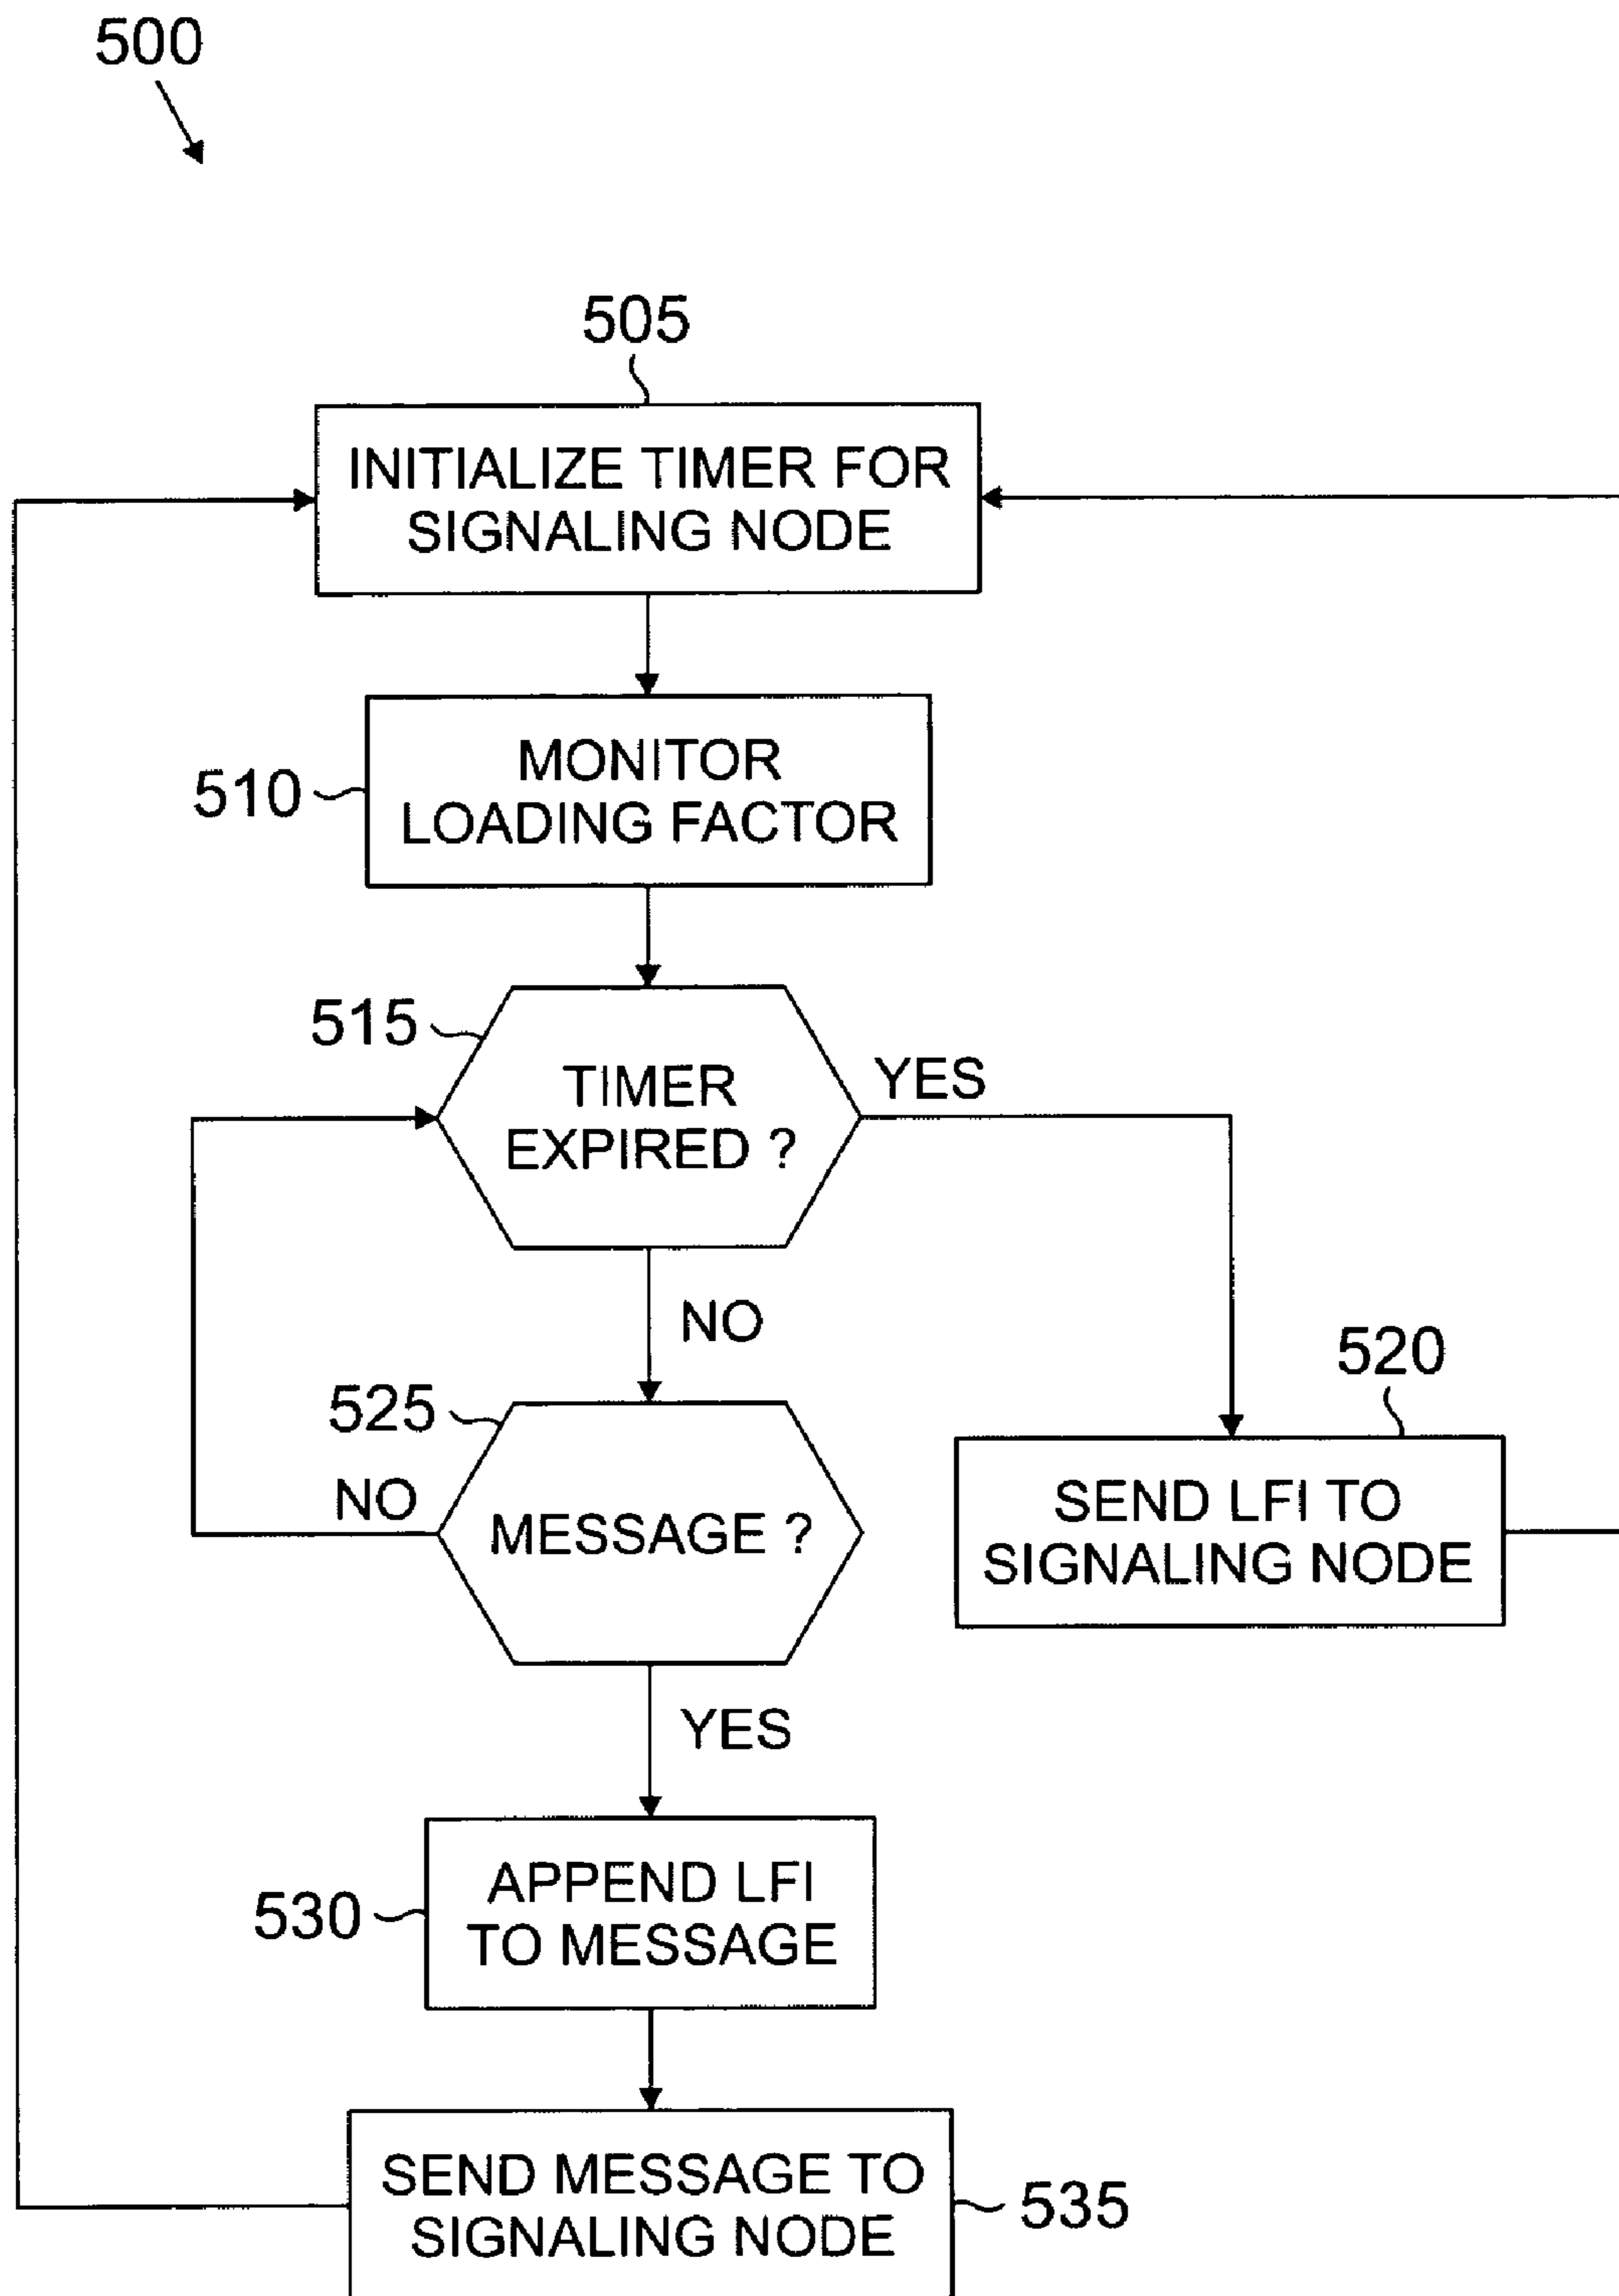 500
505
INITIALIZE TIMER FOR
SIGNALING NODE
510
MONITOR
LOADING FACTOR
515
TIMER
EXPIRED ?
YES
NO
520
525
NO
MESSAGE ?
SEND LFI TO
SIGNALING NODE
YES
530
APPEND LFI
TO MESSAGE
SEND MESSAGE TO
SIGNALING NODE
535